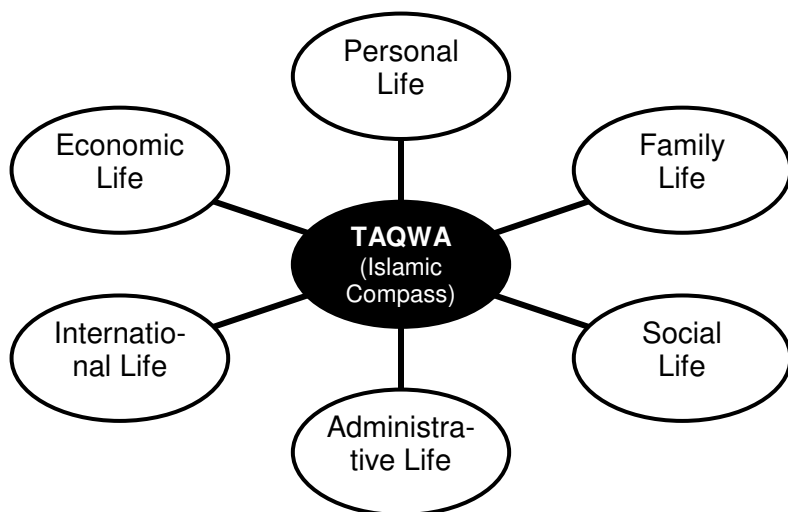 Personal
Life
Economic
Life
Family
Life
TAQWA
(Islamic
Compass)
Internatio-
nal Life
Social
Life
Administra-
tive Life